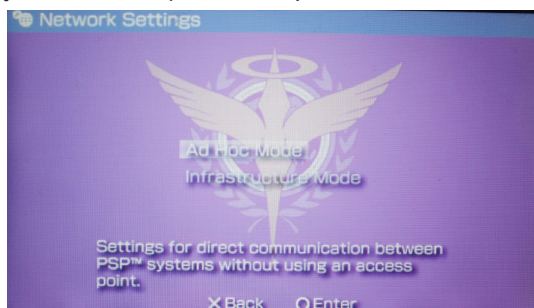 Network Settings
Ad Hoc Mode
Infrastructure Mode
Settings for direct communication between
PSP™ systems without using an access
point.
X Back O Enter